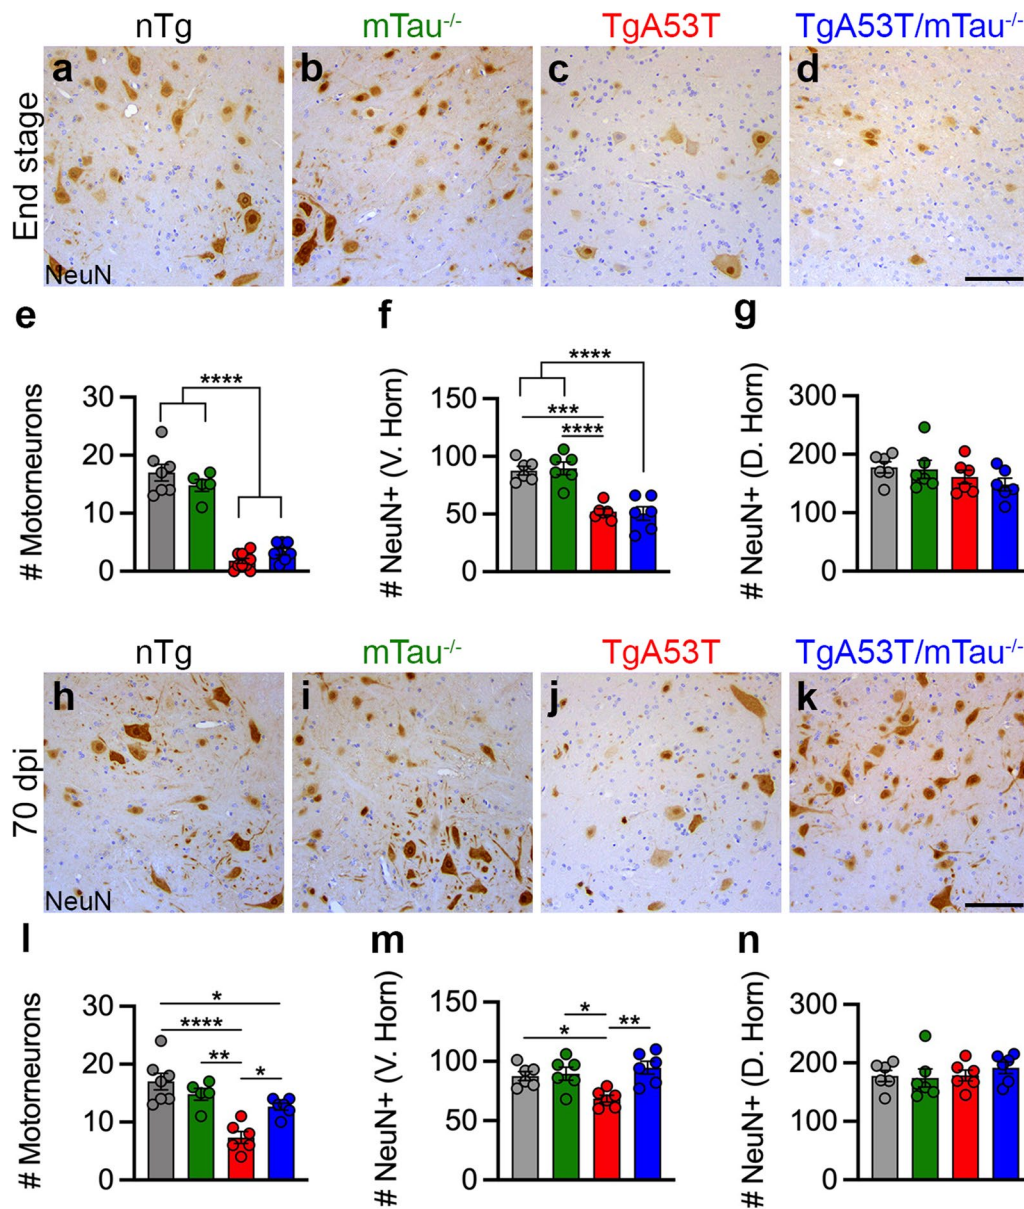 nTg mTau-/- TgA53T TgA53T/mTau-/-
End stage
a b c d
NeuN
e f g
# Motorneurons
30
20
10
0
****
# NeuN+ (V. Horn)
150
100
50
0
****
***
****
# NeuN+ (D. Horn)
300
200
100
0
nTg mTau-/- TgA53T TgA53T/mTau-/-
70 dpi
h i j k
NeuN
l m n
# Motorneurons
30
20
10
0
*
****
**
*
# NeuN+ (V. Horn)
150
100
50
0
*
*
**
# NeuN+ (D. Horn)
300
200
100
0